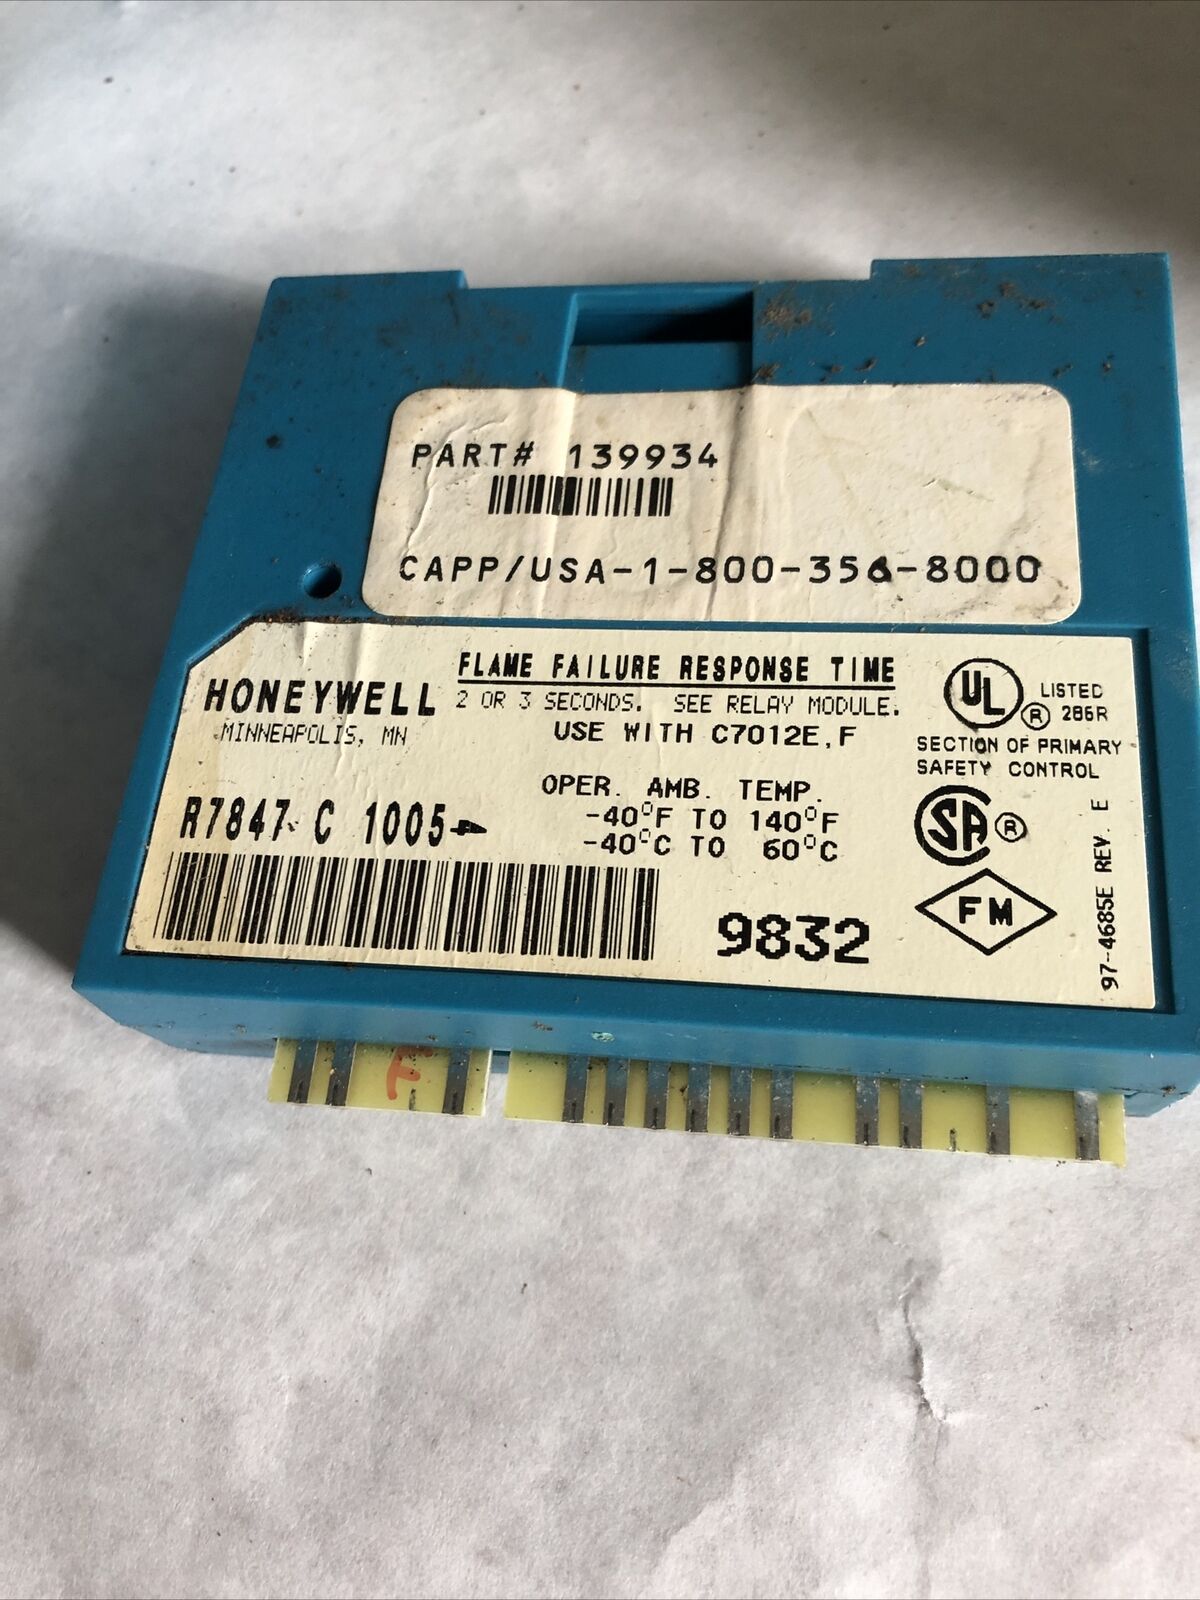 PART# 139934
CAPP/USA-1-800-356-8000
HONEYWELL
MINNEAPOLIS, MN
FLAME FAILURE RESPONSE TIME
2 OR 3 SECONDS. SEE RELAY MODULE.
USE WITH C7012E,F
OPER. AMB. TEMP.
-40°F TO 140°F
-40°C TO 60°C
R7847 C 1005
9832
UL ® LISTED
286R
SECTION OF PRIMARY
SAFETY CONTROL
SA ®
FM
97-4685E REV. E